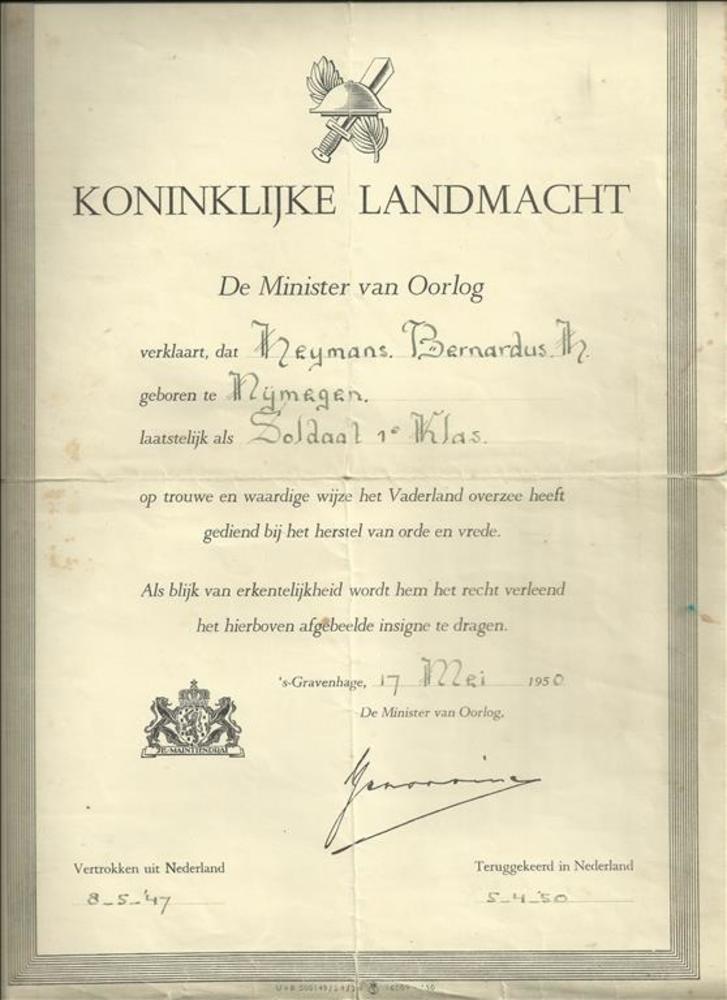 KONINKLIJKE LANDMACHT
De Minister van Oorlog
verklaart, dat Heymans. Bernardus. H.
geboren te Nijmegen.
laatstelijk als Soldaat 1e Klas.
op trouwe en waardige wijze het Vaderland overzee heeft
gediend bij het herstel van orde en vrede.
Als blijk van erkentelijkheid wordt hem het recht verleend
het hierboven afgebeelde insigne te dragen.
's-Gravenhage, 17 Mei 1950
De Minister van Oorlog,
JE MAINTIENDRAI
Vertrokken uit Nederland
8-5-'47
Teruggekeerd in Nederland
5-4-'50